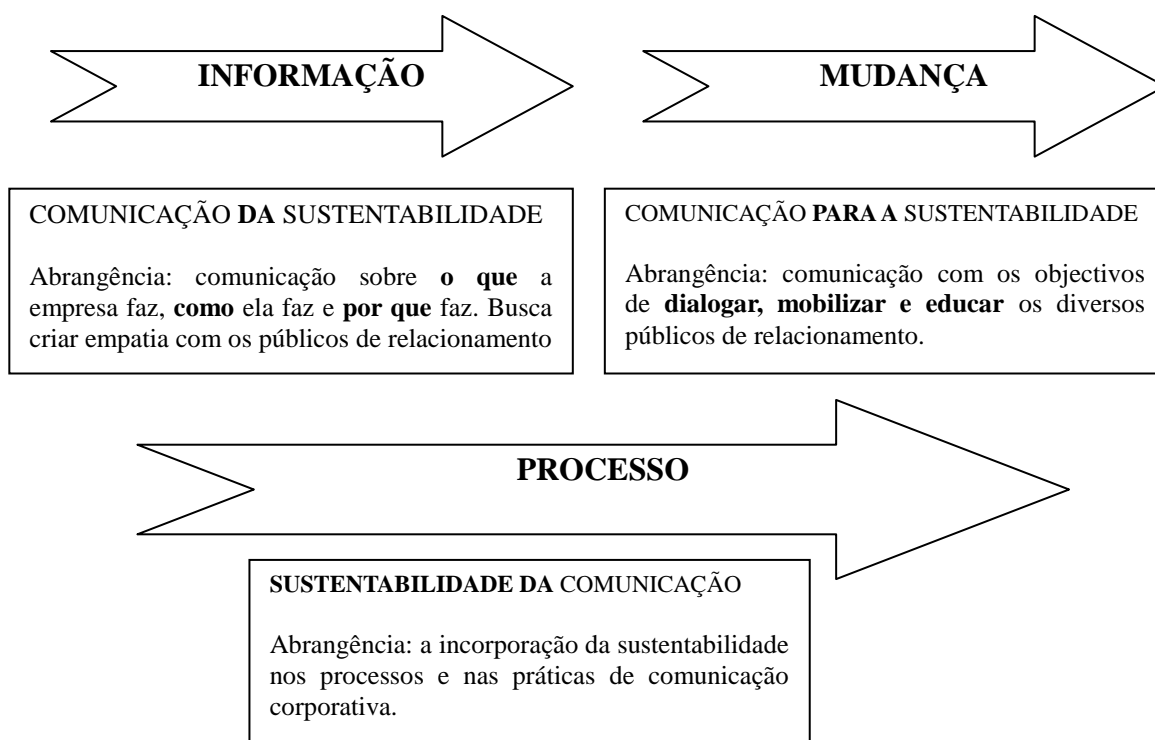 INFORMAÇÃO
MUDANÇA
COMUNICAÇÃO DA SUSTENTABILIDADE
Abrangência: comunicação sobre o que a
empresa faz, como ela faz e por que faz. Busca
criar empatia com os públicos de relacionamento
COMUNICAÇÃO PARA A SUSTENTABILIDADE
Abrangência: comunicação com os objectivos
de dialogar, mobilizar e educar os diversos
públicos de relacionamento.
PROCESSO
SUSTENTABILIDADE DA COMUNICAÇÃO
Abrangência: a incorporação da sustentabilidade
nos processos e nas práticas de comunicação
corporativa.